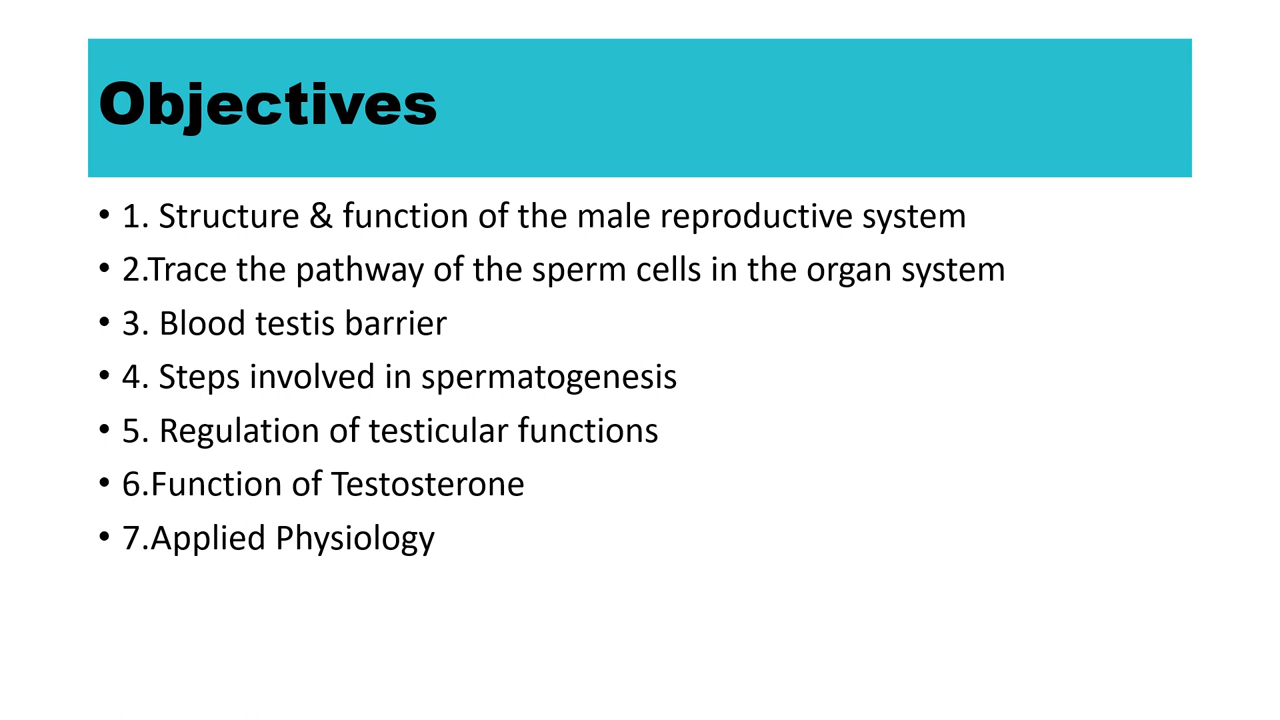 Objectives
• 1. Structure & function of the male reproductive system
• 2.Trace the pathway of the sperm cells in the organ system
• 3. Blood testis barrier
• 4. Steps involved in spermatogenesis
• 5. Regulation of testicular functions
• 6.Function of Testosterone
• 7.Applied Physiology